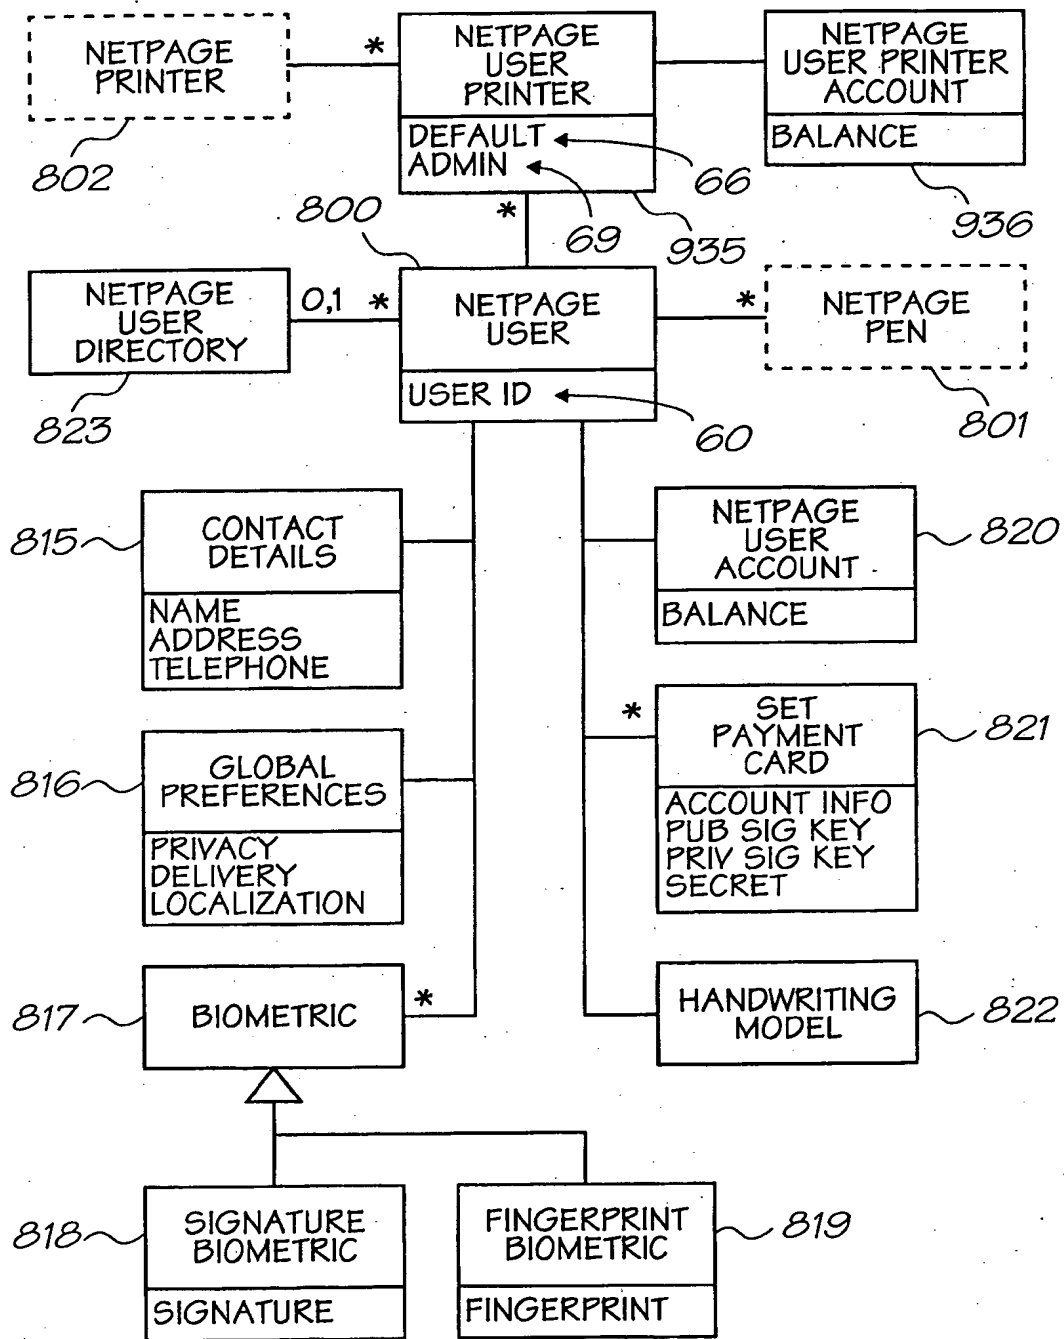 NETPAGE
PRINTER
802
*
NETPAGE
USER
PRINTER
DEFAULT
ADMIN
66
69
935
NETPAGE
USER PRINTER
ACCOUNT
BALANCE
936
*
800
NETPAGE
USER
DIRECTORY
823
0,1
*
NETPAGE
USER
USER ID
60
*
NETPAGE
PEN
801
815
CONTACT
DETAILS
NAME
ADDRESS
TELEPHONE
NETPAGE
USER
ACCOUNT
BALANCE
820
816
GLOBAL
PREFERENCES
PRIVACY
DELIVERY
LOCALIZATION
*
SET
PAYMENT
CARD
ACCOUNT INFO
PUB SIG KEY
PRIV SIG KEY
SECRET
821
817
BIOMETRIC
*
HANDWRITING
MODEL
822
818
SIGNATURE
BIOMETRIC
SIGNATURE
FINGERPRINT
BIOMETRIC
FINGERPRINT
819